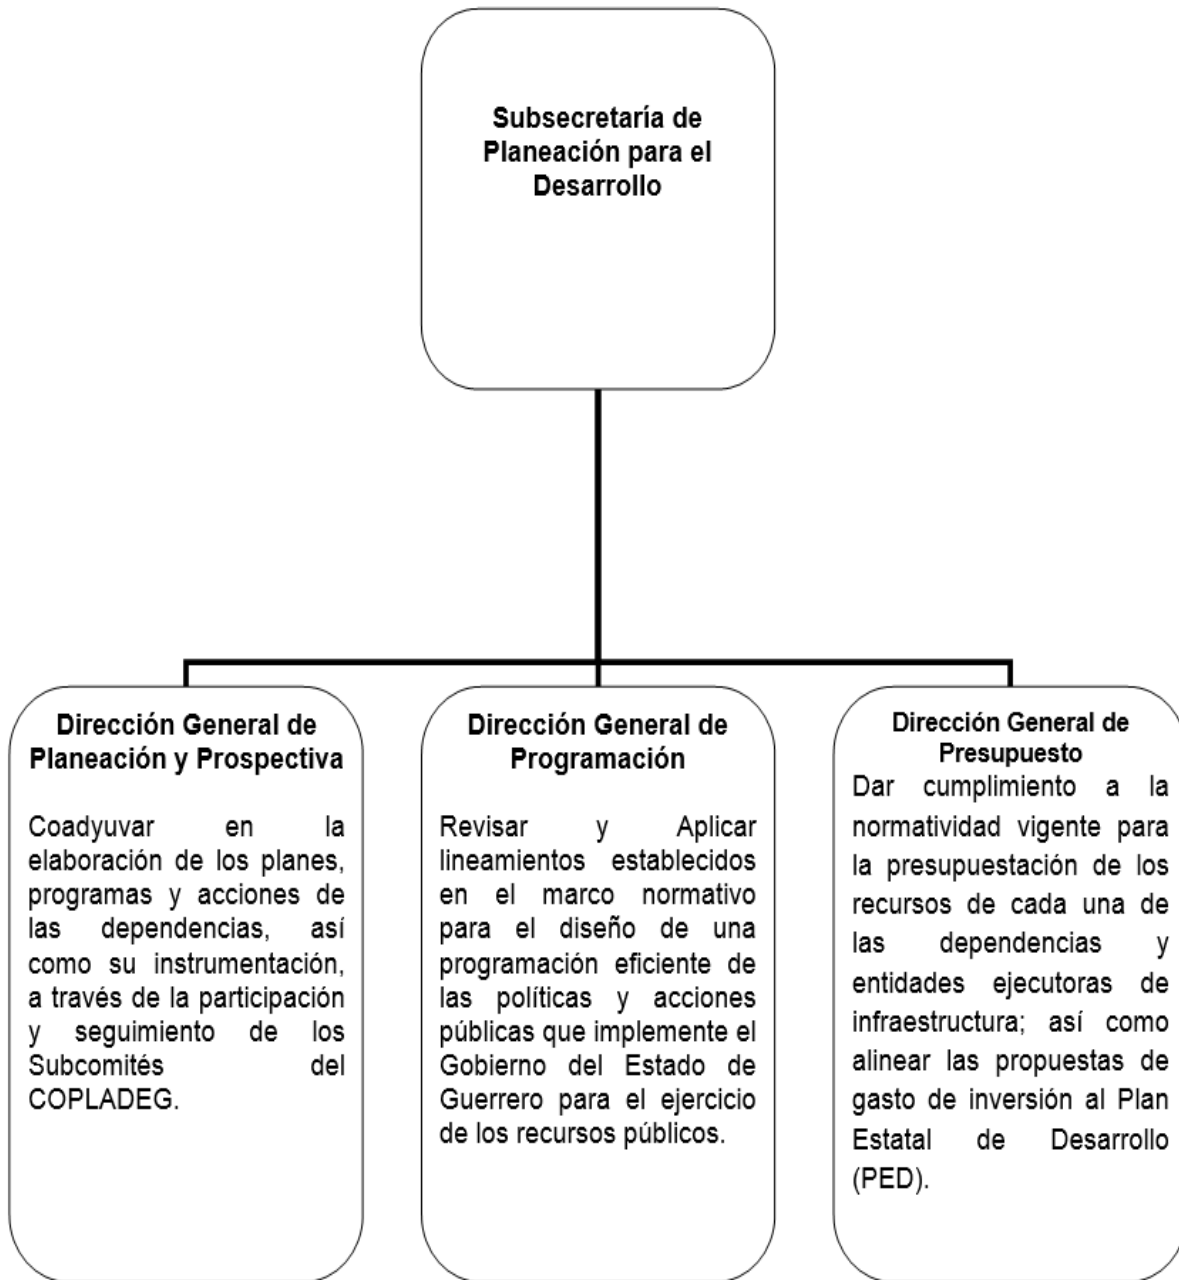 Subsecretaría de
Planeación para el
Desarrollo
Dirección General de
Planeación y Prospectiva
Coadyuvar en la
elaboración de los planes,
programas y acciones de
las dependencias, así
como su instrumentación,
a través de la participación
y seguimiento de los
Subcomités del
COPLADEG.
Dirección General de
Programación
Revisar y Aplicar
lineamientos establecidos
en el marco normativo
para el diseño de una
programación eficiente de
las políticas y acciones
públicas que implemente el
Gobierno del Estado de
Guerrero para el ejercicio
de los recursos públicos.
Dirección General de
Presupuesto
Dar cumplimiento a la
normatividad vigente para
la presupuestación de los
recursos de cada una de
las dependencias y
entidades ejecutoras de
infraestructura; así como
alinear las propuestas de
gasto de inversión al Plan
Estatal de Desarrollo
(PED).